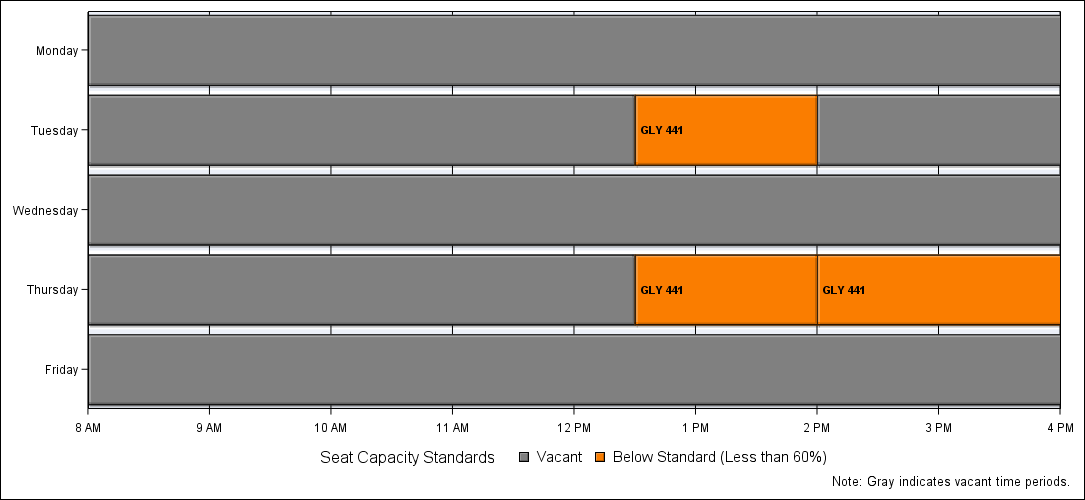 Monday
Tuesday
GLY 441
Wednesday
Thursday
GLY 441 GLY 441
Friday
8 AM 9 AM 10 AM 11 AM 12 PM 1 PM 2 PM 3 PM 4 PM
Seat Capacity Standards Vacant Below Standard (Less than 60%)
Note: Gray indicates vacant time periods.